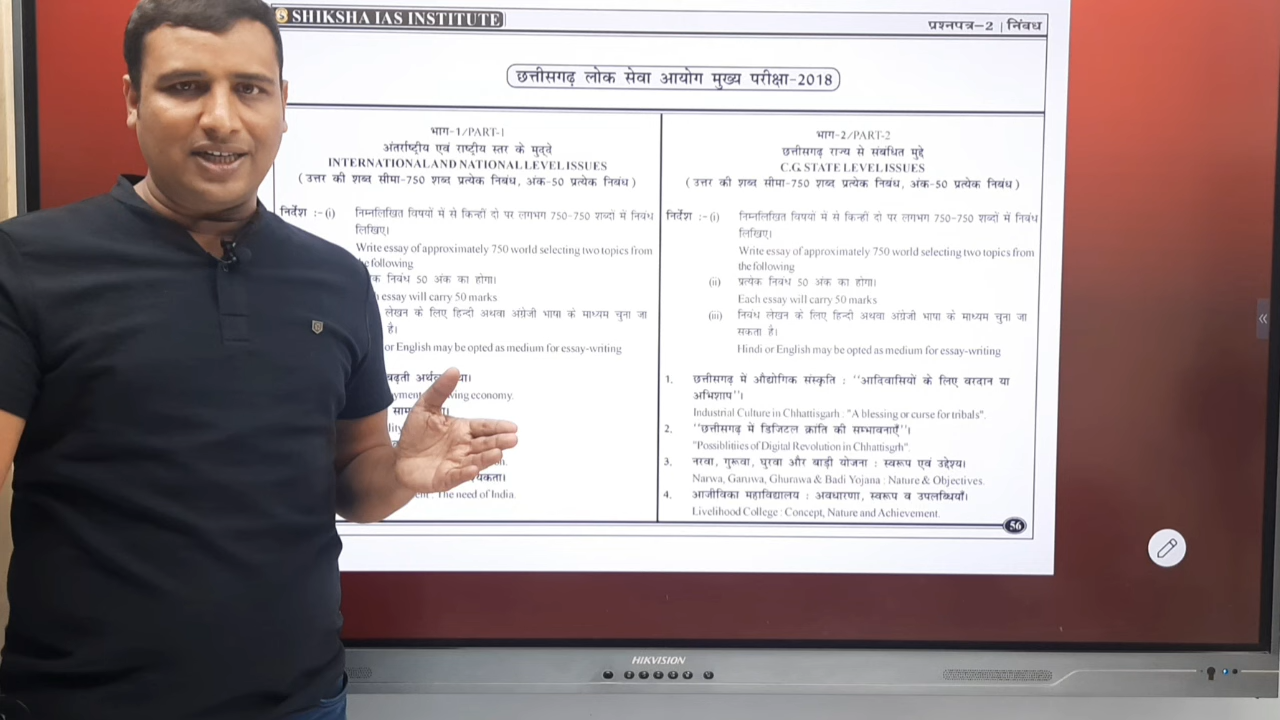 SHIKSHA IAS INSTITUTE
प्रश्नपत्र-2 | निंबध
छत्तीसगढ़ लोक सेवा आयोग मुख्य परीक्षा-2018
भाग-1/PART-1
अंतर्राष्ट्रीय एवं राष्ट्रीय स्तर के मुद्दे
INTERNATIONAL AND NATIONAL LEVEL ISSUES
( उत्तर की शब्द सीमा-750 शब्द प्रत्येक निबंध, अंक-50 प्रत्येक निबंध )
निर्देश :-(i) निम्नलिखित विषयों में से किन्हीं दो पर लगभग 750-750 शब्दों में निबंध
लिखिए।
Write essay of approximately 750 world selecting two topics from
following
निबंध 50 अंक का होगा।
essay will carry 50 marks
लेखन के लिए हिन्दी अथवा अंग्रेजी भाषा के माध्यम चुना जा
है।
or English may be opted as medium for essay-writing
बढ़ती
economy.
The need of India.
भाग-2/PART-2
छत्तीसगढ़ राज्य से संबधित मुद्दे
C.G. STATE LEVEL ISSUES
( उत्तर की शब्द सीमा-750 शब्द प्रत्येक निबंध, अंक-50 प्रत्येक निबंध )
निर्देश :-(i) निम्नलिखित विषयों में से किन्हीं दो पर लगभग 750-750 शब्दों में निबंध
लिखिए।
Write essay of approximately 750 world selecting two topics from
the following
(ii) प्रत्येक निबंध 50 अंक का होगा।
Each essay will carry 50 marks
(iii) निबंध लेखन के लिए हिन्दी अथवा अंग्रेजी भाषा के माध्यम चुना जा
सकता है।
Hindi or English may be opted as medium for essay-writing
1. छत्तीसगढ़ में औद्योगिक संस्कृति : "आदिवासियों के लिए वरदान या
अभिशाप"।
Industrial Culture in Chhattisgarh : "A blessing or curse for tribals".
2. "छत्तीसगढ़ में डिजिटल क्रांति की सम्भावनाएँ"।
"Possiblitiies of Digital Revolution in Chhattisgrh".
3. नरवा, गुरूवा, घुरवा और बाड़ी योजना : स्वरूप एवं उद्देश्य।
Narwa, Garuwa, Ghurawa & Badi Yojana : Nature & Objectives.
4. आजीविका महाविद्यालय : अवधारणा, स्वरूप व उपलब्धियाँ।
Livelihood College : Concept, Nature and Achievement.
56
HIKVISION